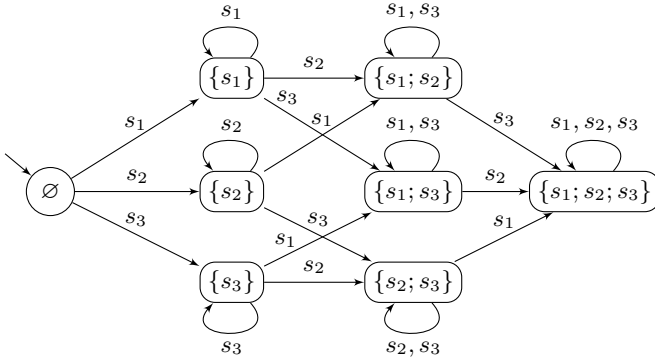 s₁
s₁, s₃
{s₁}
s₂
{s₁; s₂}
s₁
s₃
s₁
s₃
s₂
s₁, s₃
s₁, s₂, s₃
∅
s₂
{s₂}
{s₁; s₃}
s₂
{s₁; s₂; s₃}
s₃
s₁
s₃
s₁
{s₃}
s₂
{s₂; s₃}
s₃
s₂, s₃